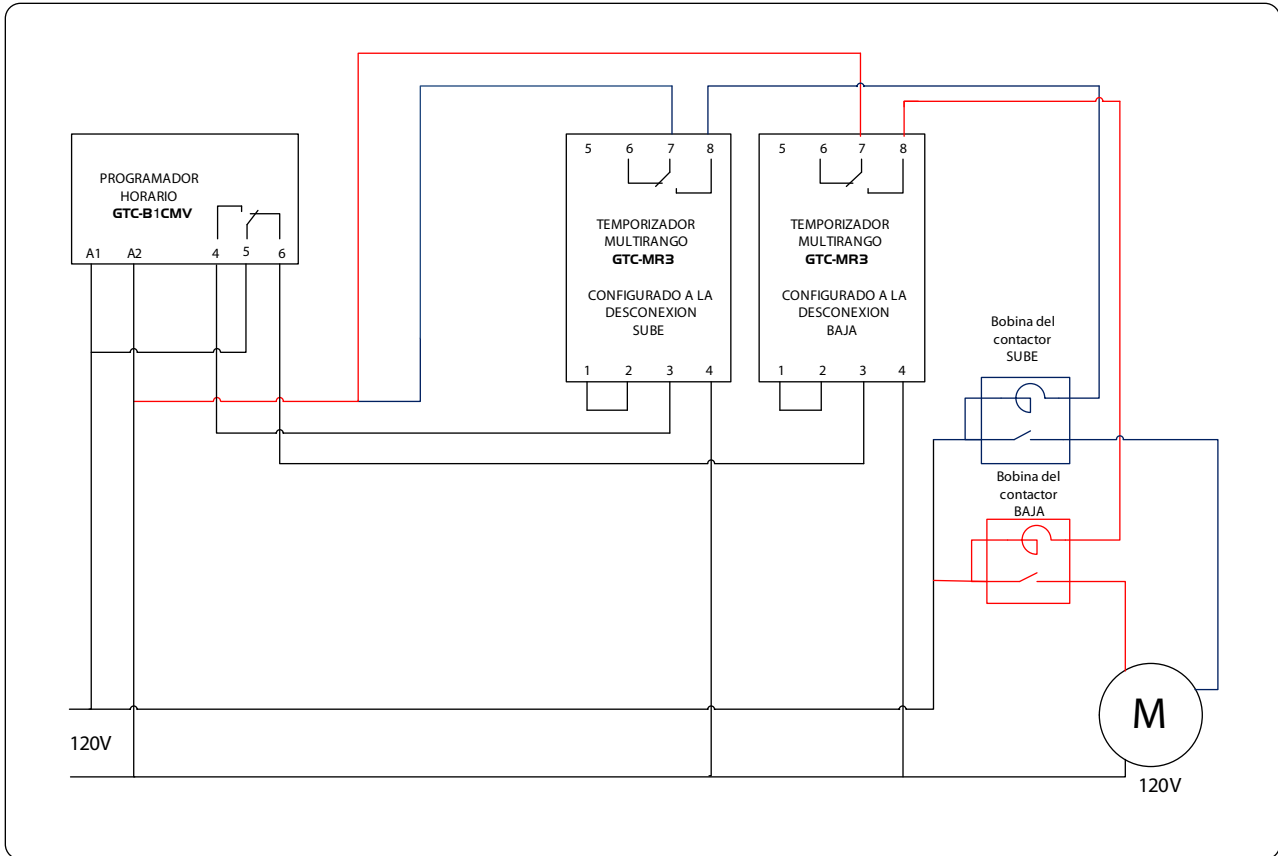 PROGRAMADOR
HORARIO
GTC-B1CMV
A1 A2 4 5 6
5 6 7 8
TEMPORIZADOR
MULTIRANGO
GTC-MR3
CONFIGURADO A LA
DESCONEXION
SUBE
1 2 3 4
5 6 7 8
TEMPORIZADOR
MULTIRANGO
GTC-MR3
CONFIGURADO A LA
DESCONEXION
BAJA
1 2 3 4
Bobina del
contactor
SUBE
Bobina del
contactor
BAJA
M
120V
120V